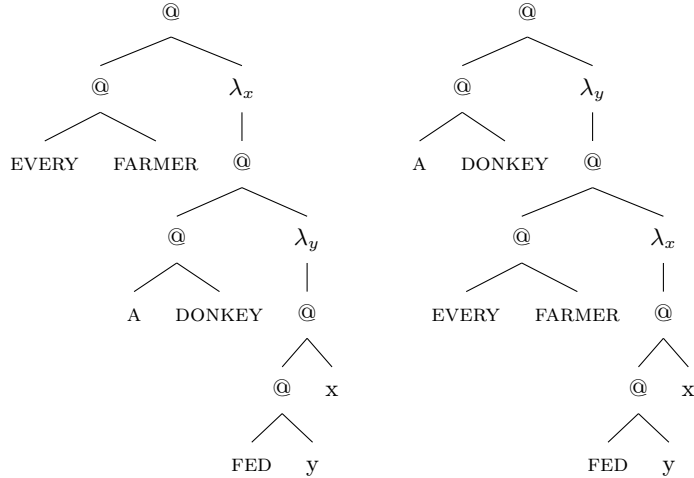 @ @
@ λx @ λy
EVERY FARMER @ A DONKEY @
@ λy @ λx
A DONKEY @ EVERY FARMER @
@ x @ x
FED y FED y